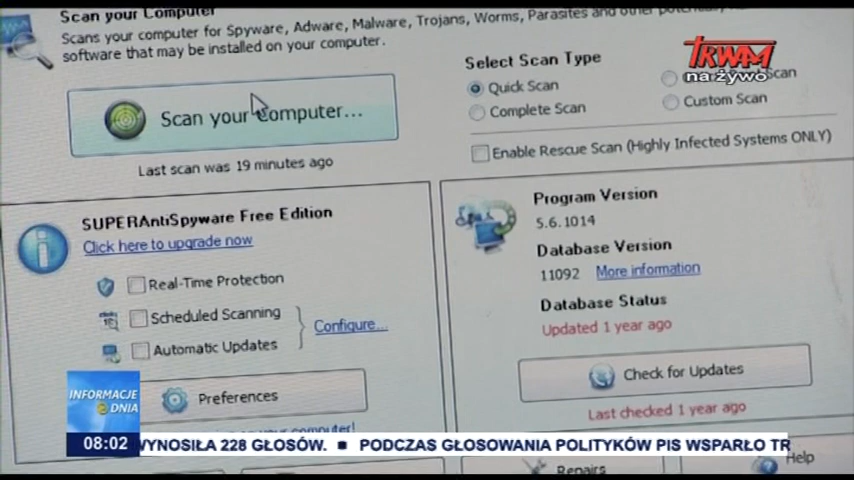 Scan your Computer
Scans your computer for Spyware, Adware, Malware, Trojans, Worms, Parasites and other
software that may be installed on your computer.
Scan your Computer...
Last scan was 19 minutes ago
Select Scan Type
Quick Scan
Scan
Complete Scan
Custom Scan
Enable Rescue Scan (Highly Infected Systems ONLY)
TRWAM
na żywo
SUPERAntiSpyware Free Edition
Click here to upgrade now
Real-Time Protection
Scheduled Scanning
Automatic Updates
Configure...
Preferences
your computer!
Program Version
5.6.1014
Database Version
11092 More information
Database Status
Updated 1 year ago
Check for Updates
Last checked 1 year ago
Repairs
Help
INFORMACJE
DNIA
08:02
WYNOSIŁA 228 GŁOSÓW. ■ PODCZAS GŁOSOWANIA POLITYKÓW PIS WSPARŁO TR